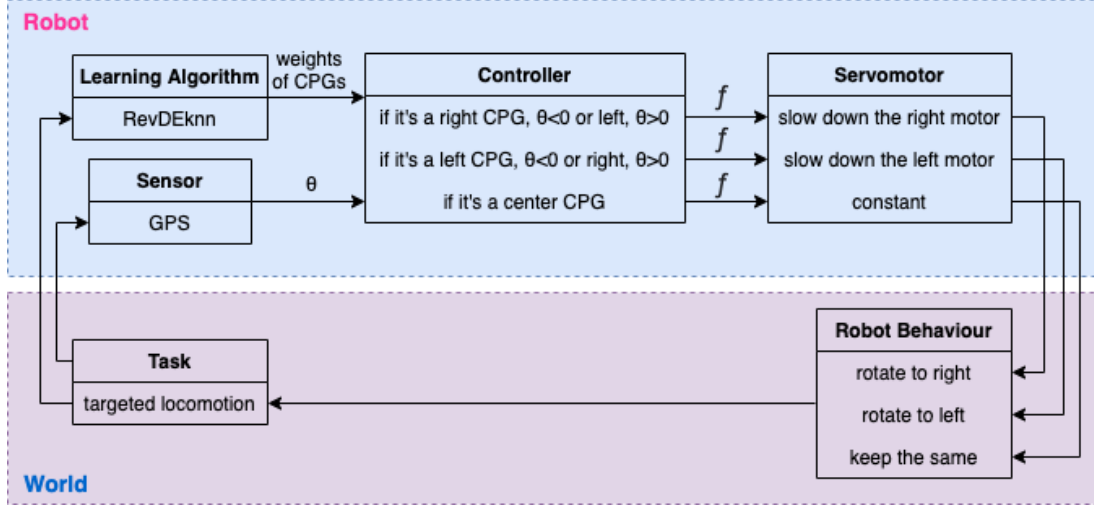 Robot
Learning Algorithm
RevDEknn
weights
of CPGs
Controller
if it's a right CPG, θ<0 or left, θ>0
if it's a left CPG, θ<0 or right, θ>0
if it's a center CPG
f
f
f
Servomotor
slow down the right motor
slow down the left motor
constant
Sensor
GPS
θ
Task
targeted locomotion
Robot Behaviour
rotate to right
rotate to left
keep the same
World